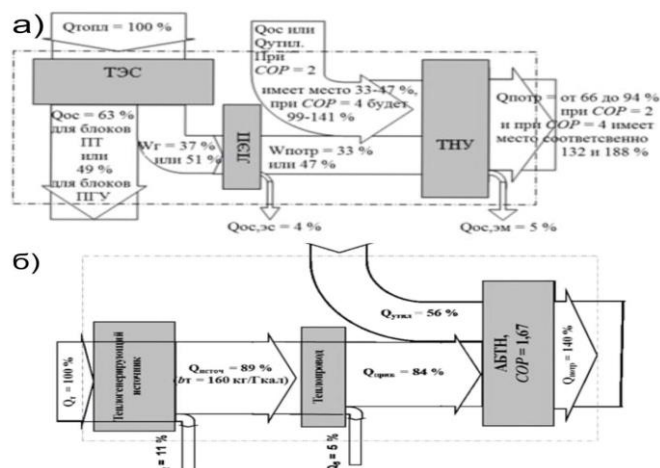 а)
Qтопл = 100 %
ТЭС
Qос = 63 %
для блоков
ПТ
или
49 %
для блоков
ПГУ
Wг = 37 %
или 51 %
ЛЭП
Qос,эс = 4 %
Qос или
Qутил.
При
COP = 2
имеет место 33-47 %,
при COP = 4 будет
99-141 %
Wпотр = 33 %
или 47 %
ТНУ
Qос,эм = 5 %
Qпотр = от 66 до 94 %
при COP = 2
и при COP = 4 имеет
место соответсвенно
132 и 188 %
б)
Qт = 100 %
Теплогенерирующий
источник
= 11 %
Qисточ = 89 %
(bт = 160 кг/Гкал)
Теплопровод
= 5 %
Qутил = 56 %
= 84 %
АБТН,
COP = 1,67
Qпотр = 140 %